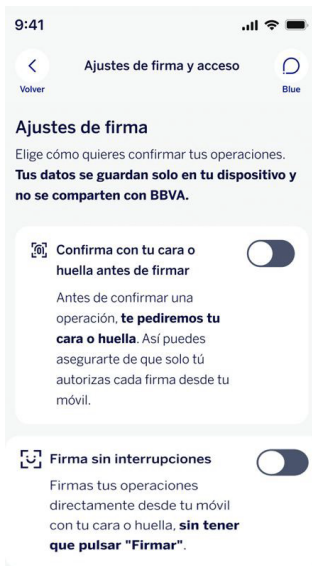 9:41
Ajustes de firma y acceso
Volver
Blue
Ajustes de firma
Elige cómo quieres confirmar tus operaciones.
Tus datos se guardan solo en tu dispositivo y
no se comparten con BBVA.
Confirma con tu cara o
huella antes de firmar
Antes de confirmar una
operación, te pediremos tu
cara o huella. Así puedes
asegurarte de que solo tú
autorizas cada firma desde tu
móvil.
Firma sin interrupciones
Firmas tus operaciones
directamente desde tu móvil
con tu cara o huella, sin tener
que pulsar "Firmar".